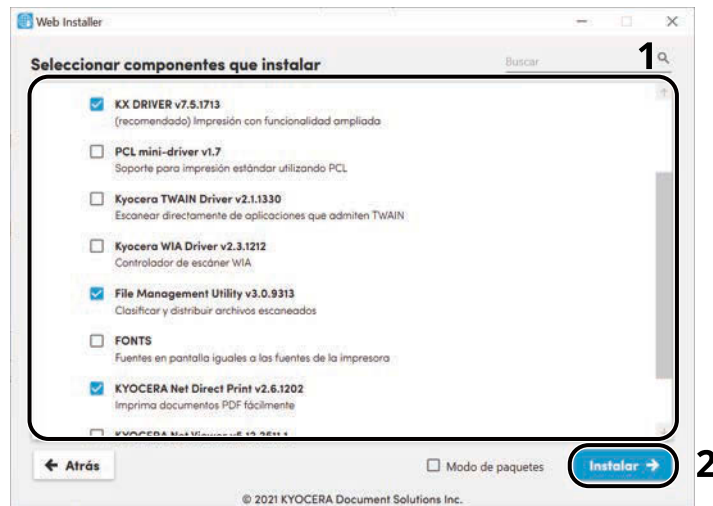 Web Installer
Seleccionar componentes que instalar
Buscar
1
KX DRIVER v7.5.1713
(recomendado) Impresión con funcionalidad ampliada
PCL mini-driver v1.7
Soporte para impresión estándar utilizando PCL
Kyocera TWAIN Driver v2.1.1330
Escanear directamente de aplicaciones que admiten TWAIN
Kyocera WIA Driver v2.3.1212
Controlador de escáner WIA
File Management Utility v3.0.9313
Clasificar y distribuir archivos escaneados
FONTS
Fuentes en pantalla iguales a las fuentes de la impresora
KYOCERA Net Direct Print v2.6.1202
Imprima documentos PDF fácilmente
KYOCERA Net Viewer
Atrás
Modo de paquetes
Instalar
2
© 2021 KYOCERA Document Solutions Inc.